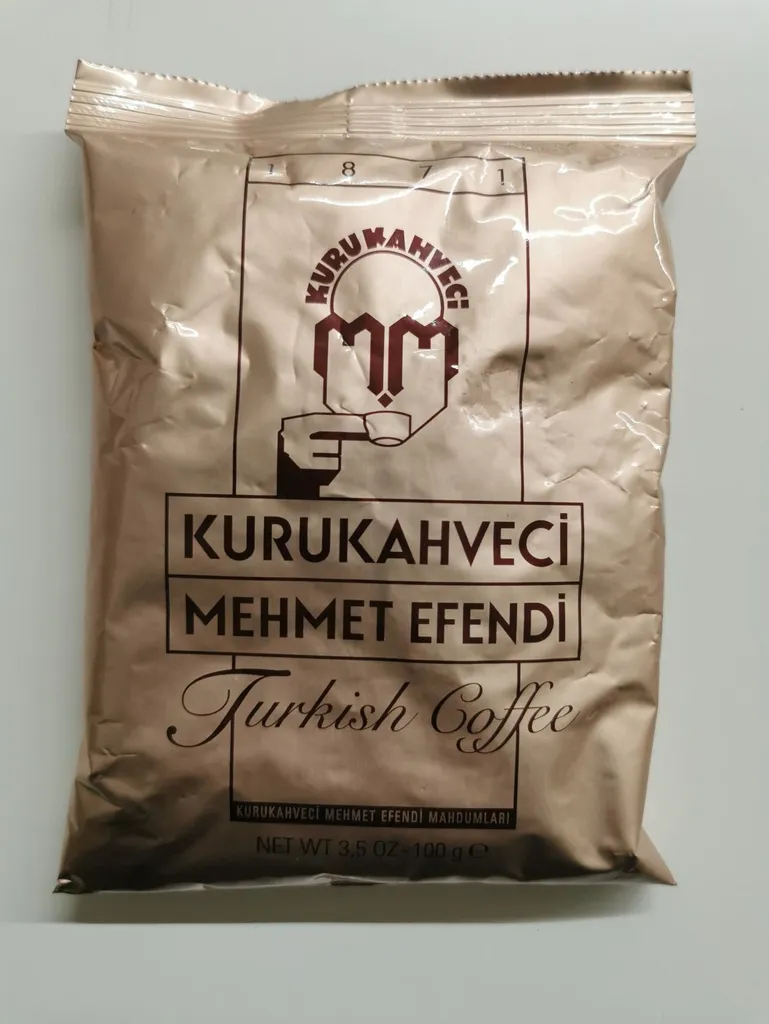 1 8 7 1
KURUKAHVECİ
MM
KURUKAHVECİ
MEHMET EFENDİ
Turkish Coffee
KURUKAHVECİ MEHMET EFENDİ MAHDUMLARI
NET WT 3,5 OZ-100 g ℮